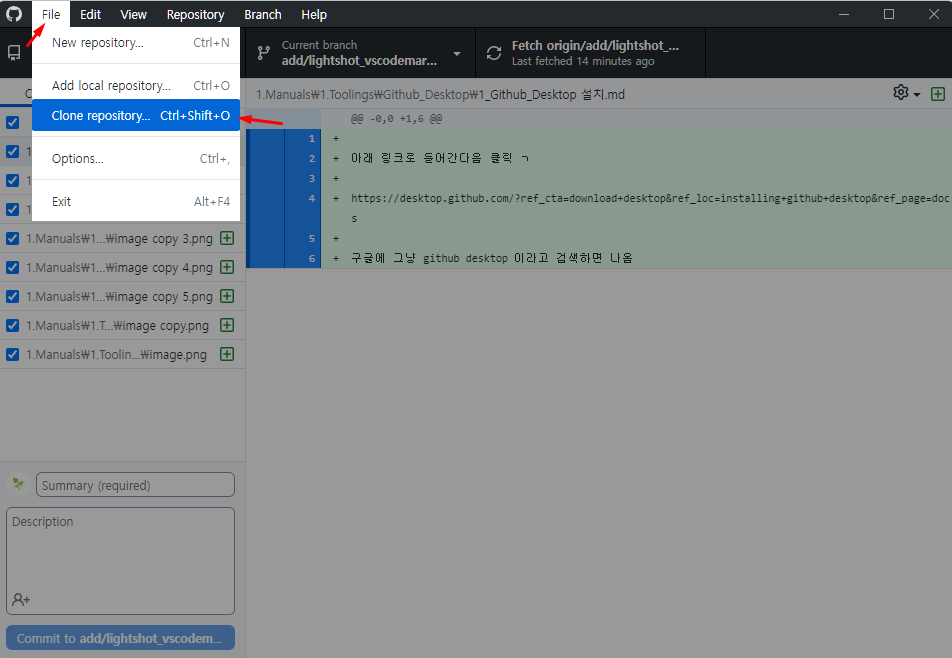 File Edit View Repository Branch Help
New repository... Ctrl+N
Add local repository... Ctrl+O
Clone repository... Ctrl+Shift+O
Options... Ctrl+,
Exit Alt+F4
Current branch
add/lightshot_vscodemar...
Fetch origin/add/lightshot_...
Last fetched 14 minutes ago
1.Manuals₩1.Toolings₩Github_Desktop₩1_Github_Desktop 설치.md
@@ -0,0 +1,6 @@
1 +
2 + 아래 링크로 들어간다음 클릭 ㄱ
3 +
4 + https://desktop.github.com/?ref_cta=download+desktop&ref_loc=installing+github+desktop&ref_page=doc
s
5 +
6 + 구글에 그냥 github desktop 이라고 검색하면 나옴
1.Manuals₩1...₩image copy 3.png
1.Manuals₩1...₩image copy 4.png
1.Manuals₩1...₩image copy 5.png
1.Manuals₩1.T...₩image copy.png
1.Manuals₩1.Toolin...₩image.png
Summary (required)
Description
Commit to add/lightshot_vscodem...